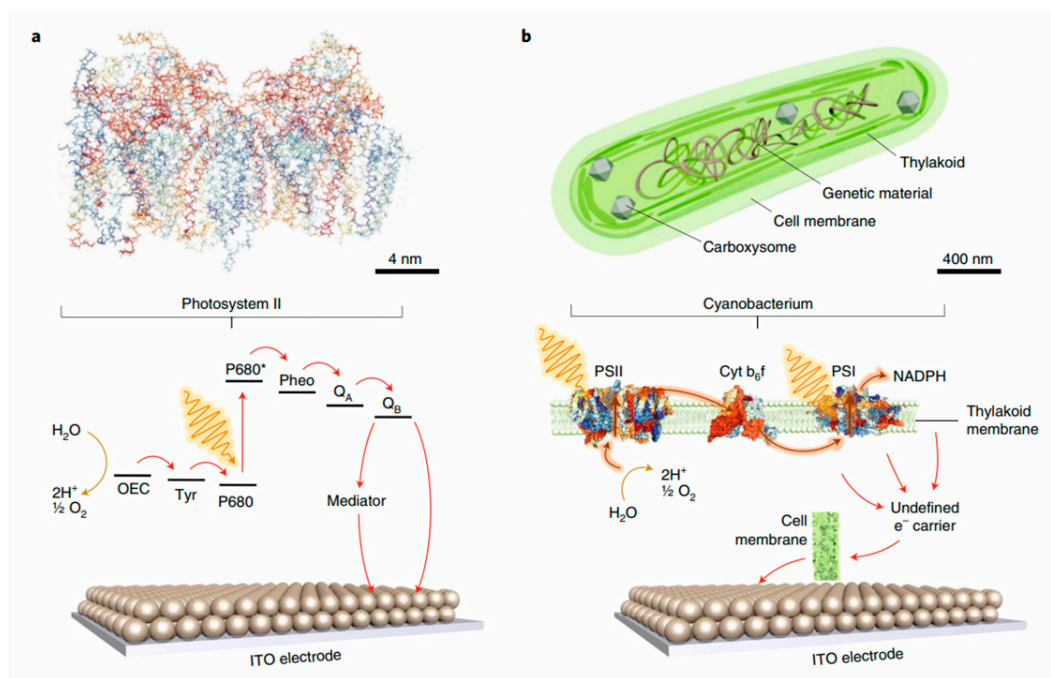 a
4 nm
Photosystem II
P680*
Pheo
Q_A
Q_B
H₂O
2H⁺
½ O₂
OEC
Tyr
P680
Mediator
ITO electrode
b
Thylakoid
Genetic material
Cell membrane
Carboxysome
400 nm
Cyanobacterium
PSII
Cyt b₆f
PSI
NADPH
Thylakoid
membrane
2H⁺
½ O₂
H₂O
Undefined
e⁻ carrier
Cell
membrane
ITO electrode